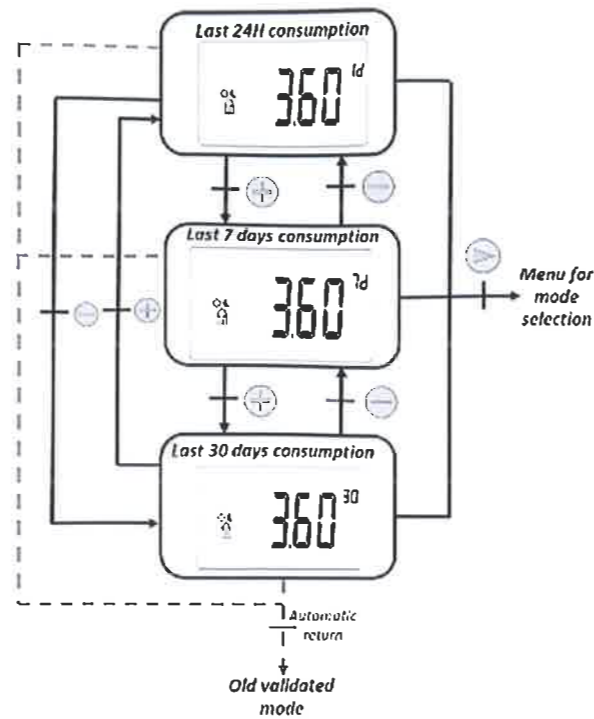 Last 24H consumption
3.60 1d
Last 7 days consumption
3.60 7d
Menu for
mode
selection
Last 30 days consumption
3.60 30
Automatic
return
Old validated
mode